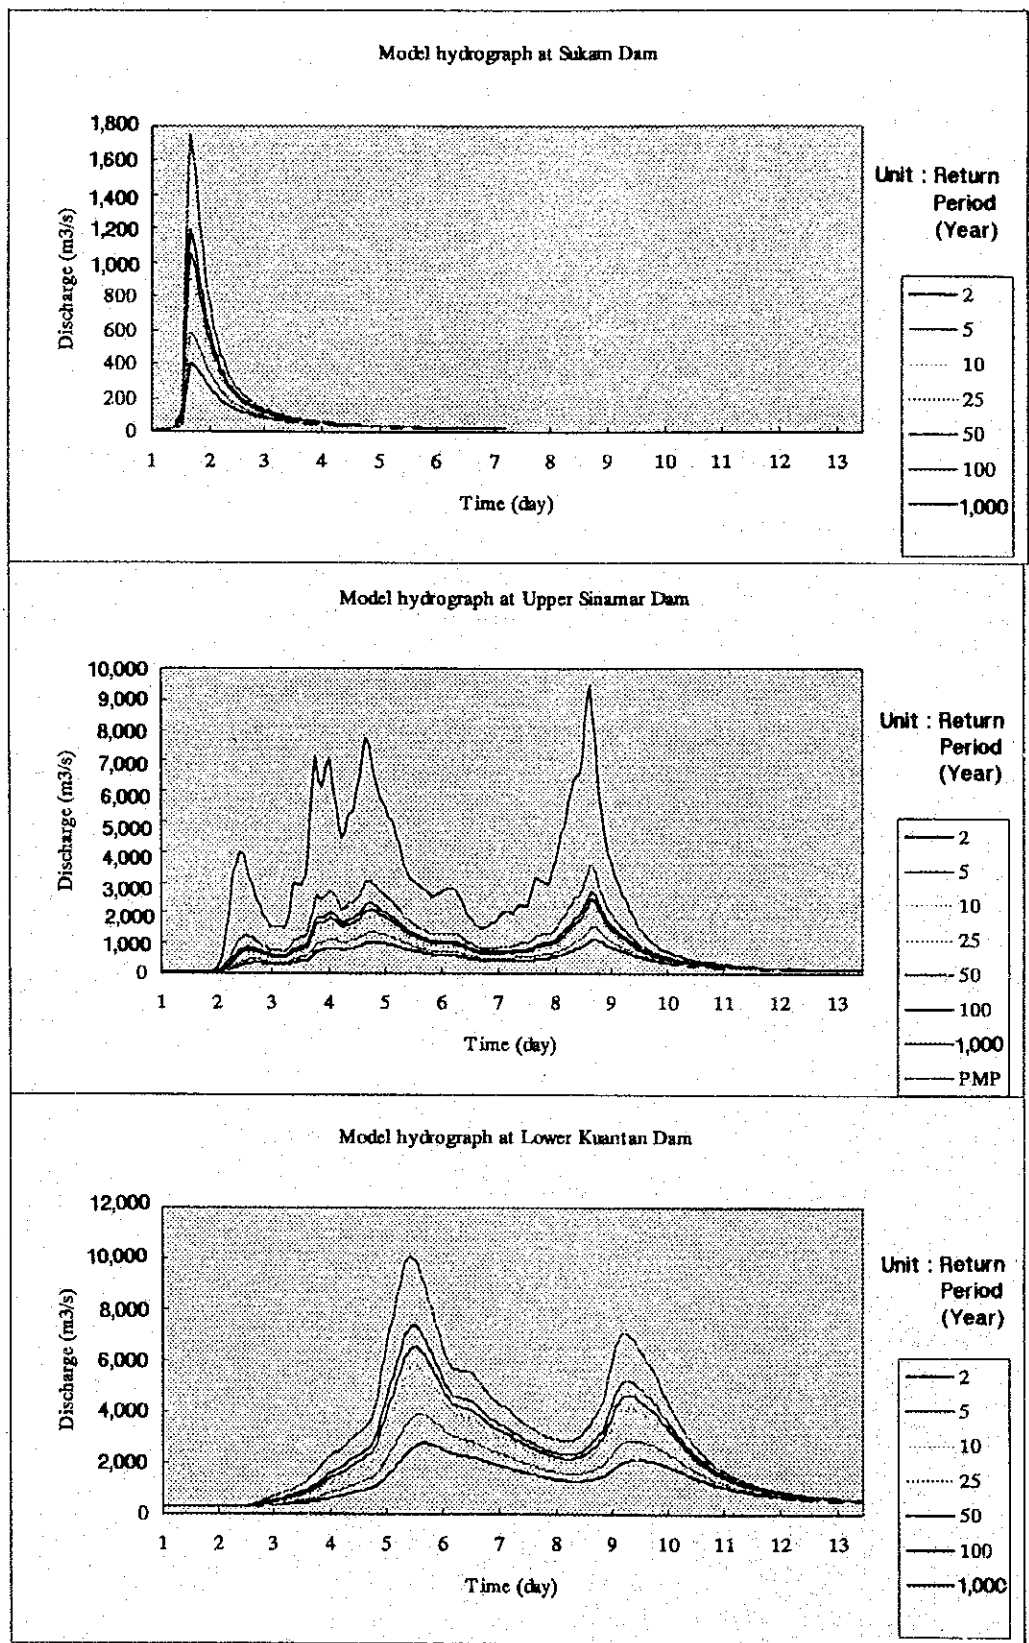 Model hydrograph at Sukam Dam
Discharge (m3/s)
1,800
1,600
1,400
1,200
1,000
800
600
400
200
0
1 2 3 4 5 6 7 8 9 10 11 12 13
Time (day)
Unit : Return
Period
(Year)
2
5
10
25
50
100
1,000
Model hydrograph at Upper Sinamar Dam
Discharge (m3/s)
10,000
9,000
8,000
7,000
6,000
5,000
4,000
3,000
2,000
1,000
0
1 2 3 4 5 6 7 8 9 10 11 12 13
Time (day)
Unit : Return
Period
(Year)
2
5
10
25
50
100
1,000
PMP
Model hydrograph at Lower Kuantan Dam
Discharge (m3/s)
12,000
10,000
8,000
6,000
4,000
2,000
0
1 2 3 4 5 6 7 8 9 10 11 12 13
Time (day)
Unit : Return
Period
(Year)
2
5
10
25
50
100
1,000